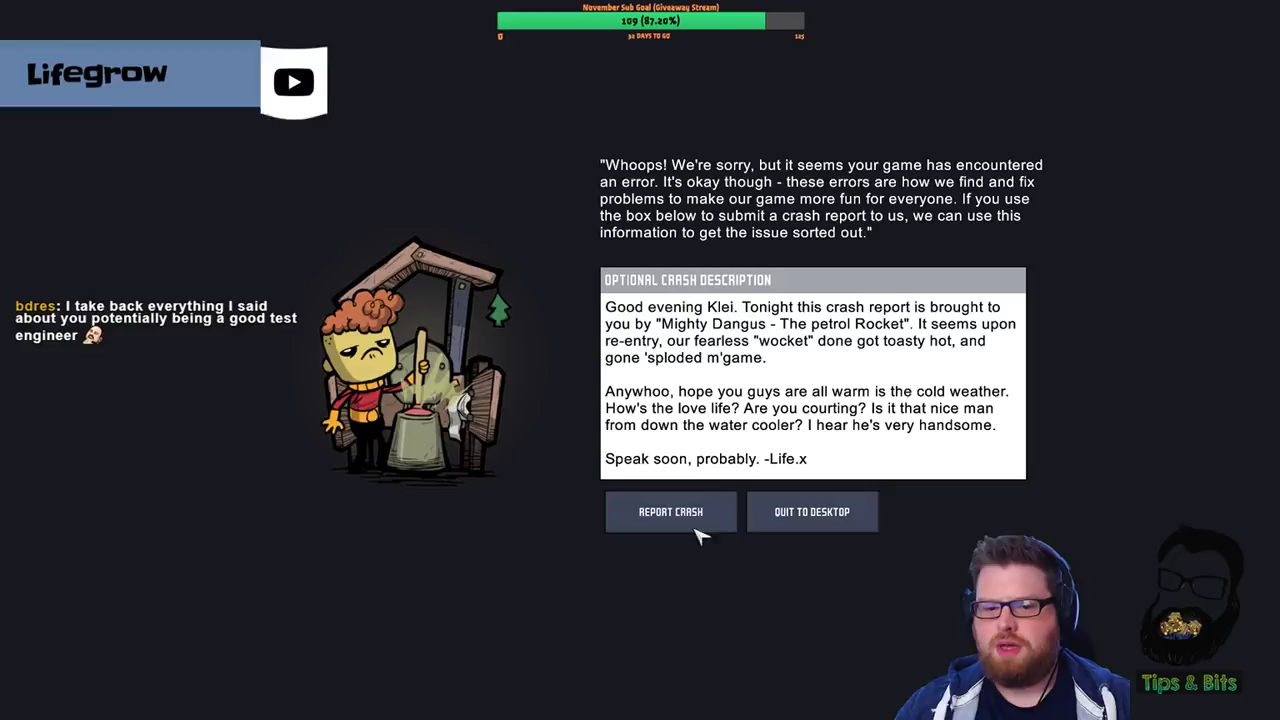 November Sub Goal (Giveaway Stream)
109 (87.20%)
0
32 DAYS TO GO
125
Lifegrow
"Whoops! We're sorry, but it seems your game has encountered
an error. It's okay though - these errors are how we find and fix
problems to make our game more fun for everyone. If you use
the box below to submit a crash report to us, we can use this
information to get the issue sorted out."
bdres: I take back everything I said
about you potentially being a good test
engineer
OPTIONAL CRASH DESCRIPTION
Good evening Klei. Tonight this crash report is brought to
you by "Mighty Dangus - The petrol Rocket". It seems upon
re-entry, our fearless "wocket" done got toasty hot, and
gone 'sploded m'game.
Anywhoo, hope you guys are all warm is the cold weather.
How's the love life? Are you courting? Is it that nice man
from down the water cooler? I hear he's very handsome.
Speak soon, probably. -Life.x
REPORT CRASH
QUIT TO DESKTOP
Tips & Bits